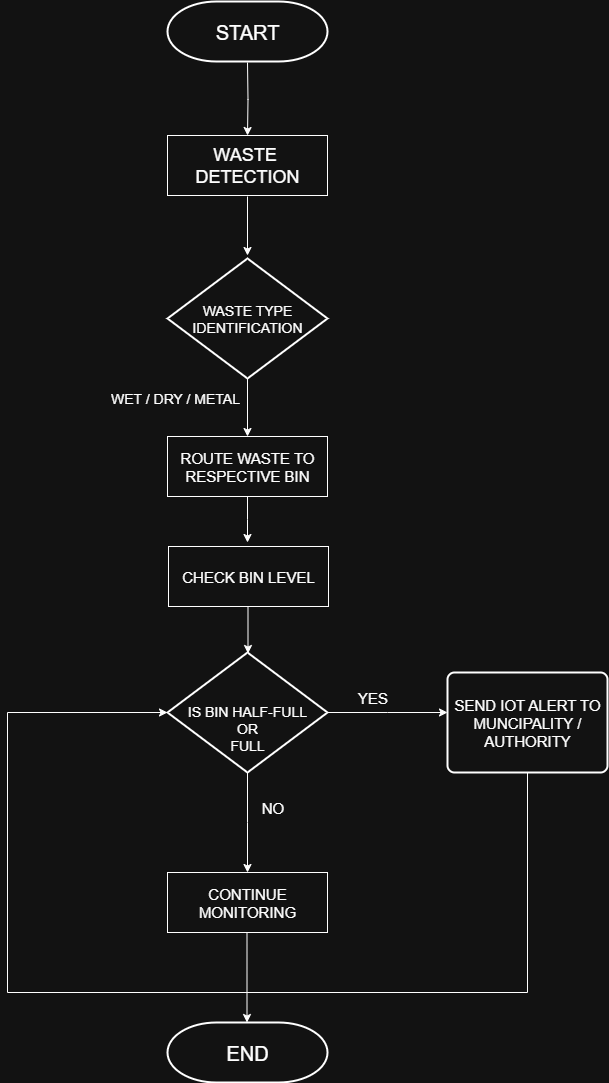 START
WASTE
DETECTION
WASTE TYPE
IDENTIFICATION
WET / DRY / METAL
ROUTE WASTE TO
RESPECTIVE BIN
CHECK BIN LEVEL
IS BIN HALF-FULL
OR
FULL
YES
SEND IOT ALERT TO
MUNCIPALITY /
AUTHORITY
NO
CONTINUE
MONITORING
END